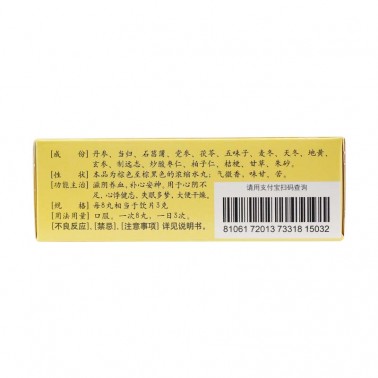 [成 份] 丹参、当归、石菖蒲、党参、茯苓、五味子、麦冬、天冬、地黄、
玄参、制远志、炒酸枣仁、柏子仁、桔梗、甘草、朱砂。
[性 状] 本品为棕色至棕黑色的浓缩水丸；气微香，味甘、苦。
[功能主治] 滋阴养血，补心安神。用于心阴不
足，心悸健忘，失眠多梦，大便干燥。
[规 格] 每8丸相当于饮片3克
[用法用量] 口服，一次8丸，一日3次。
[不良反应]、[禁忌]、[注意事项] 详见说明书。
请用支付宝扫码查询
81061 72013 73318 15032